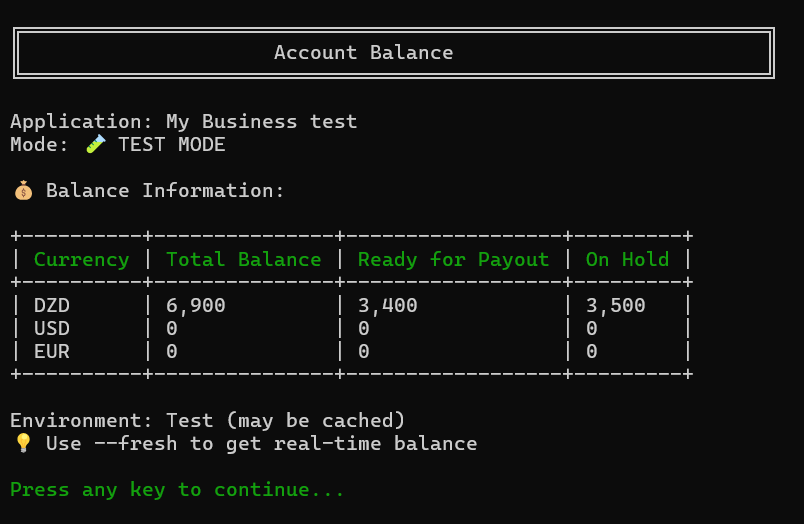 Account Balance
Application: My Business test
Mode: 🧪 TEST MODE
💰 Balance Information:
+----------+---------------+------------------+---------+
| Currency | Total Balance | Ready for Payout | On Hold |
+----------+---------------+------------------+---------+
| DZD      | 6,900         | 3,400            | 3,500   |
| USD      | 0             | 0                | 0       |
| EUR      | 0             | 0                | 0       |
+----------+---------------+------------------+---------+
Environment: Test (may be cached)
💡 Use --fresh to get real-time balance
Press any key to continue...